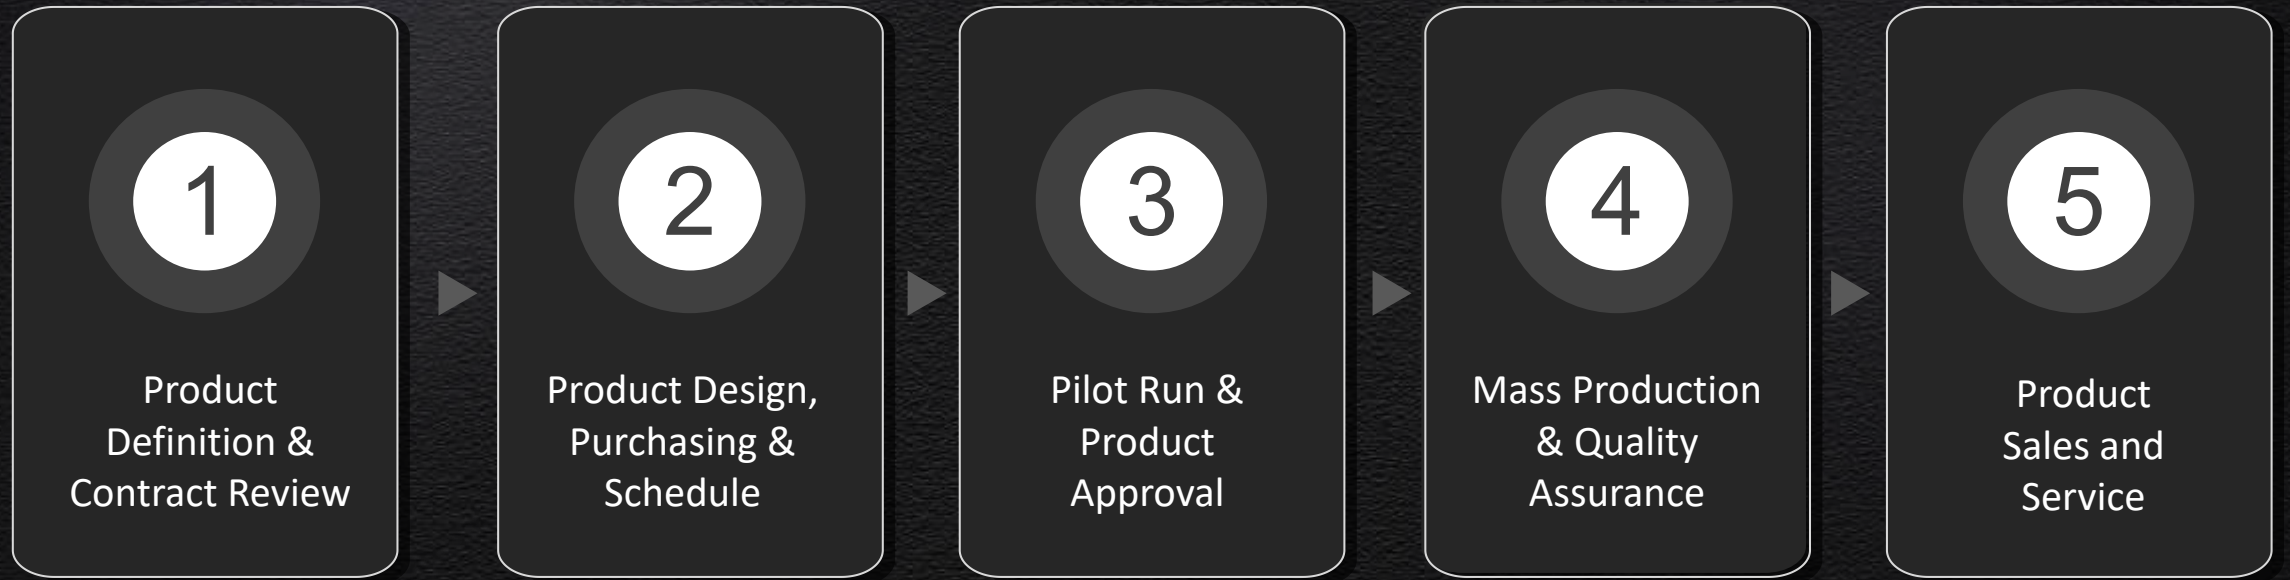 1
Product
Definition &
Contract Review
2
Product Design,
Purchasing &
Schedule
3
Pilot Run &
Product
Approval
4
Mass Production
& Quality
Assurance
5
Product
Sales and
Service